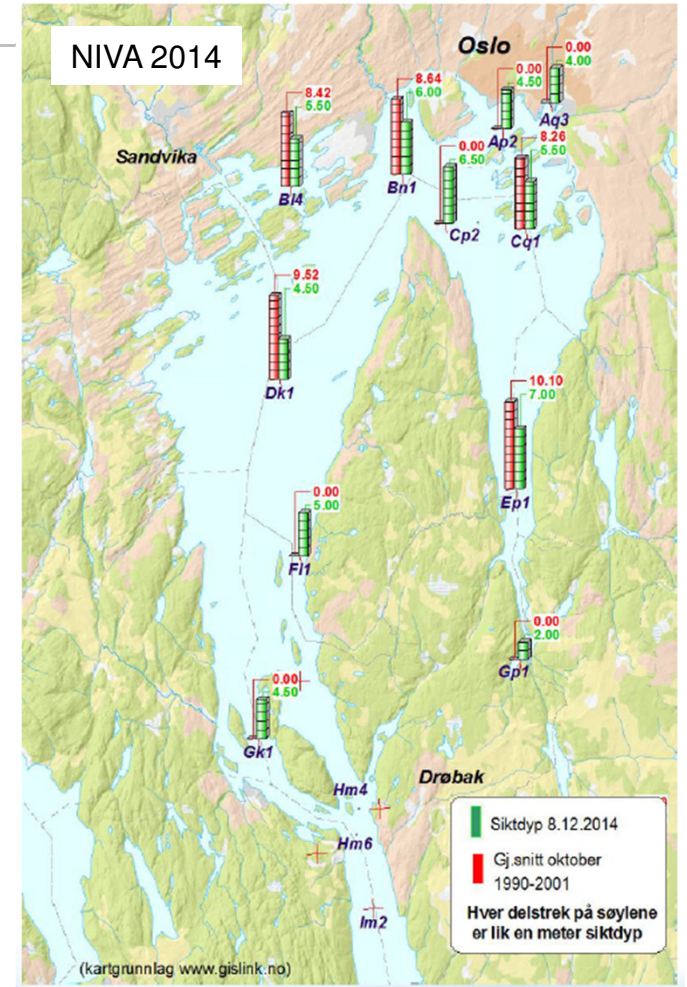 NIVA 2014
Oslo
0.00
4.00
Aq3
0.00
4.50
Ap2
8.64
6.00
Bn1
8.42
5.50
Bl4
Sandvika
0.00
6.50
Cp2
8.26
5.50
Cq1
9.52
4.50
Dk1
10.10
7.00
Ep1
0.00
5.00
Fl1
0.00
2.00
Gp1
0.00
4.50
Gk1
Drøbak
Hm4
Hm6
Im2
Siktdyp 8.12.2014
Gj.snitt oktober
1990-2001
Hver delstrek på søylene
er lik en meter siktdyp
(kartgrunnlag www.gislink.no)